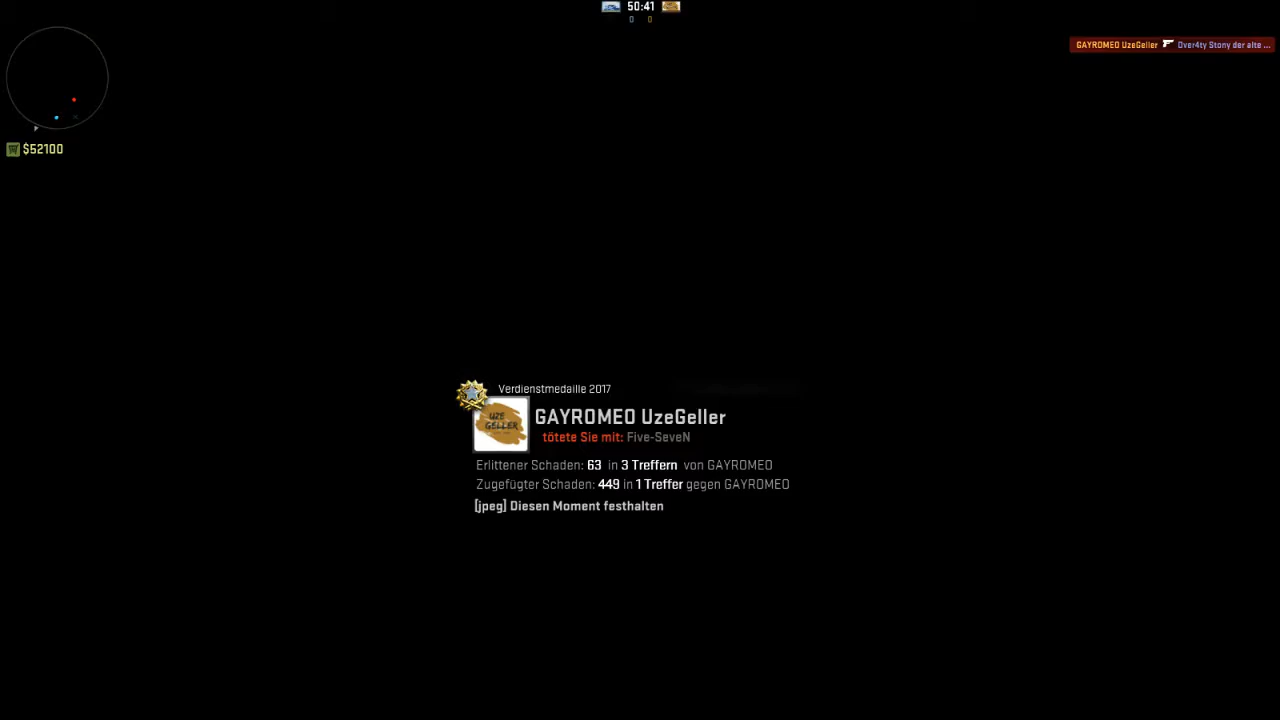 50:41
0 0
GAYROMEO UzeGeller Over4ty Stony der alte ...
$52100
Verdienstmedaille 2017
UZE
GELLER
GAYROMEO UzeGeller
tötete Sie mit: Five-SeveN
Erlittener Schaden: 63 in 3 Treffern von GAYROMEO
Zugefügter Schaden: 449 in 1 Treffer gegen GAYROMEO
[jpeg] Diesen Moment festhalten